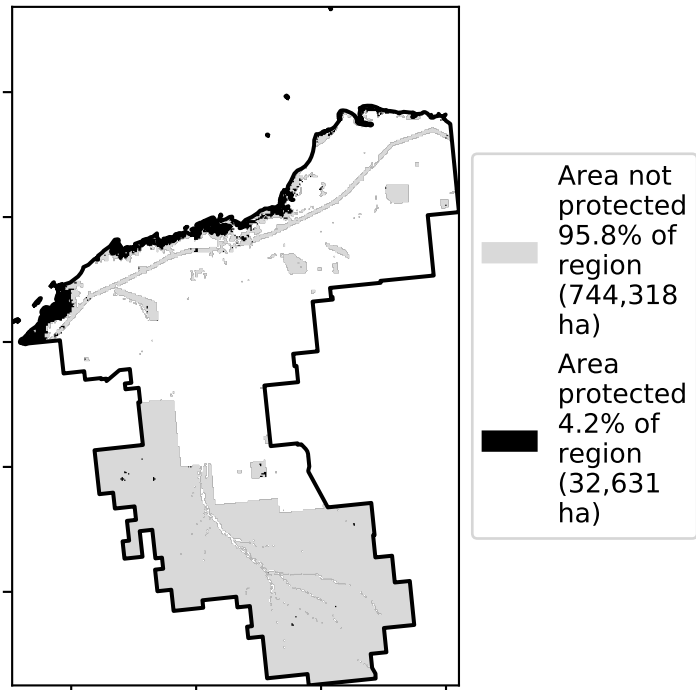 Area not
protected
95.8% of
region
(744,318
ha)
Area
protected
4.2% of
region
(32,631
ha)